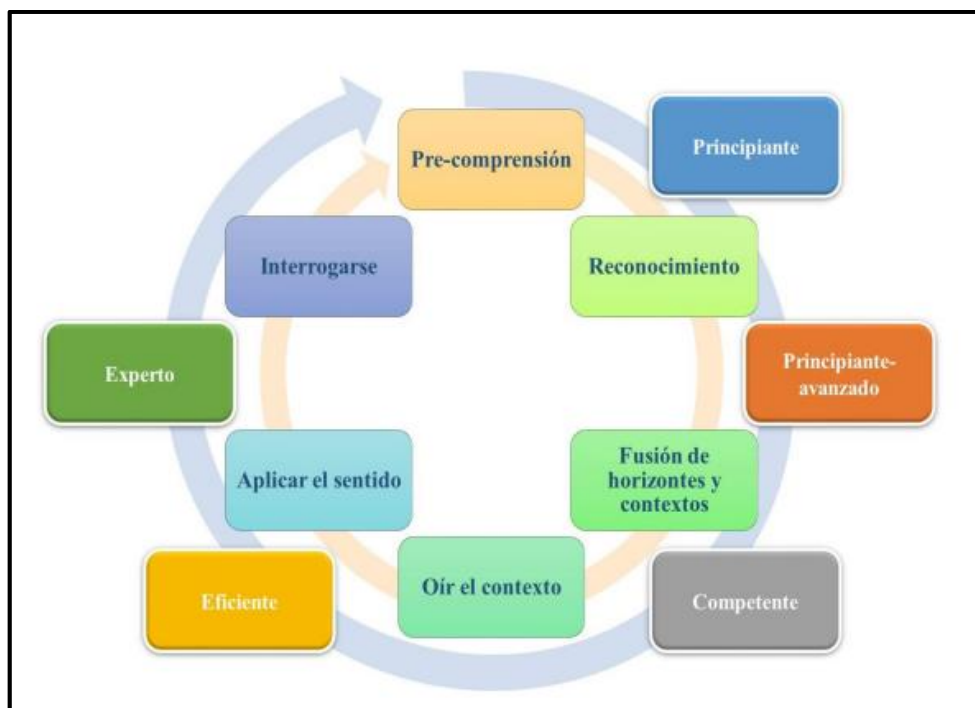 Pre-comprensión
Principiante
Interrogarse
Reconocimiento
Experto
Principiante-
avanzado
Aplicar el sentido
Fusión de
horizontes y
contextos
Oír el contexto
Eficiente
Competente